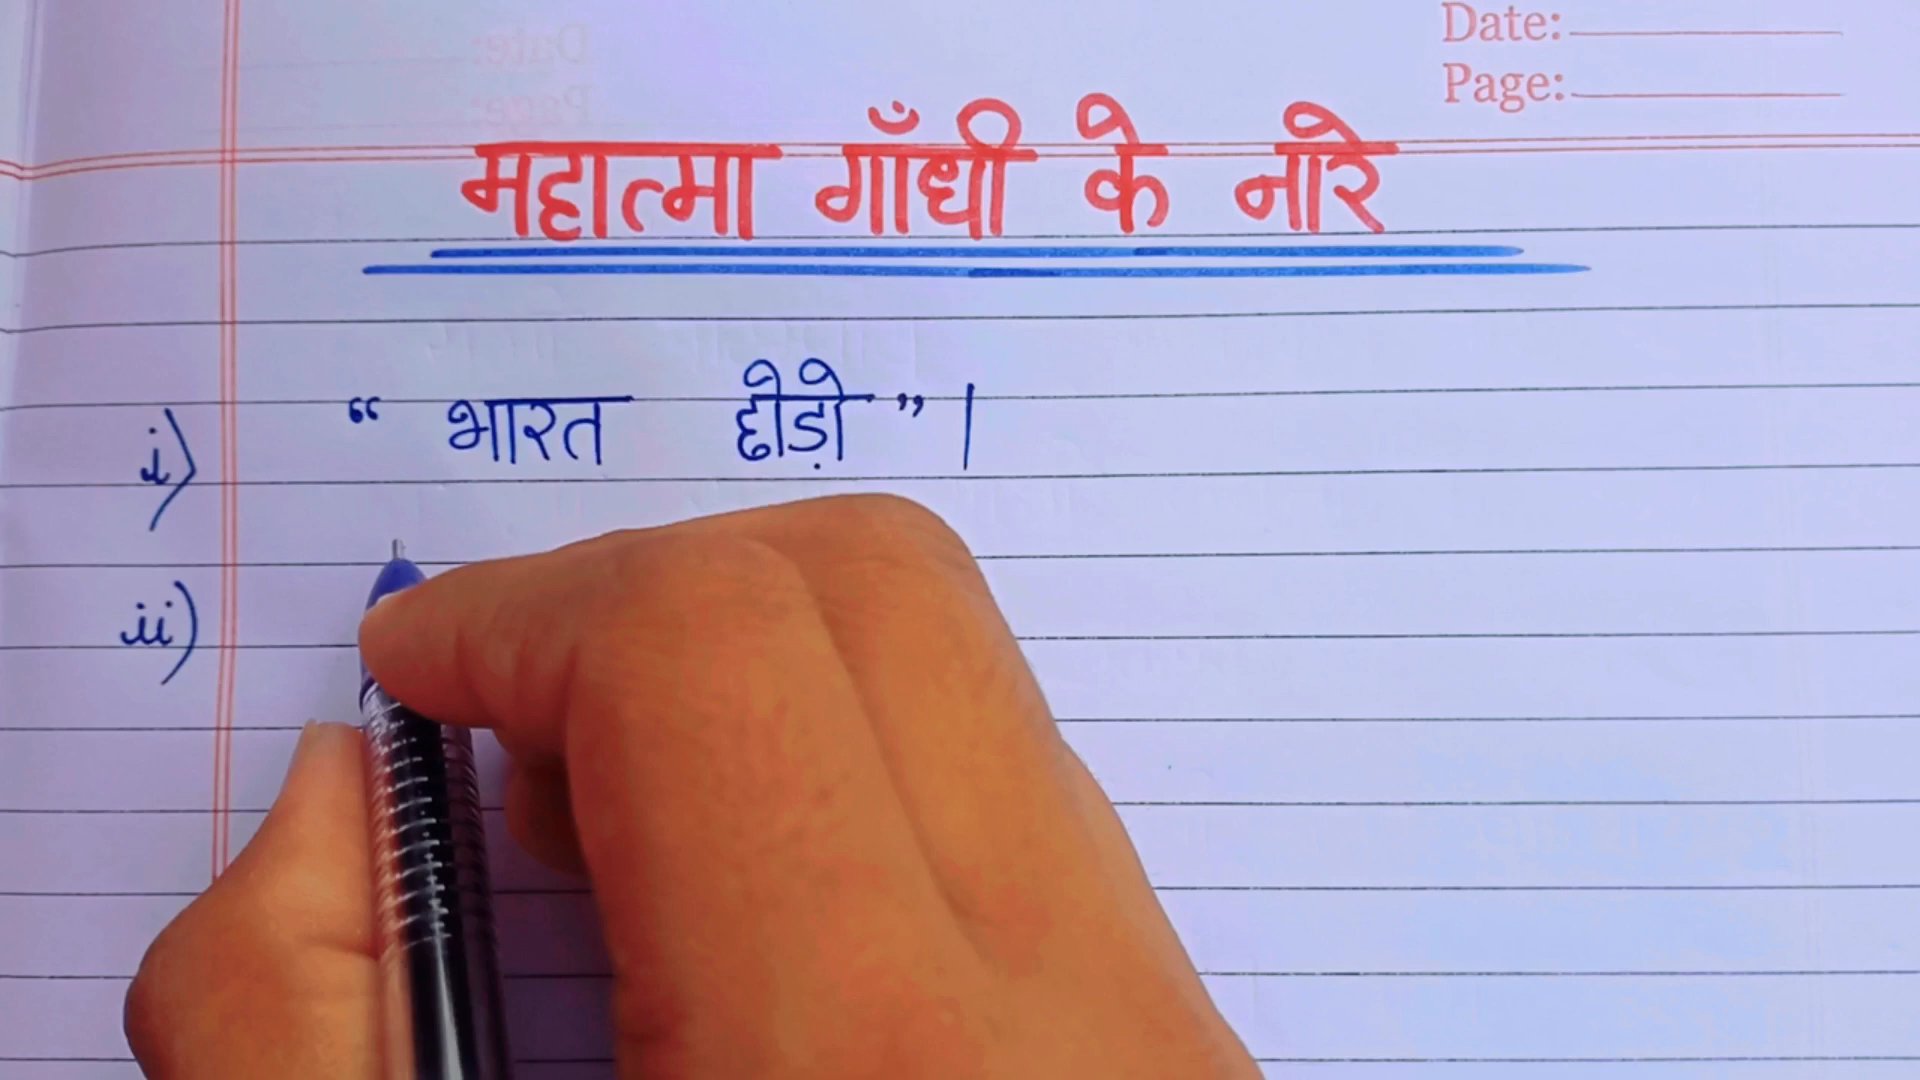 Date:
Page:
महात्मा गाँधी के नारे
i) “ भारत छोड़ो ” |
ii)